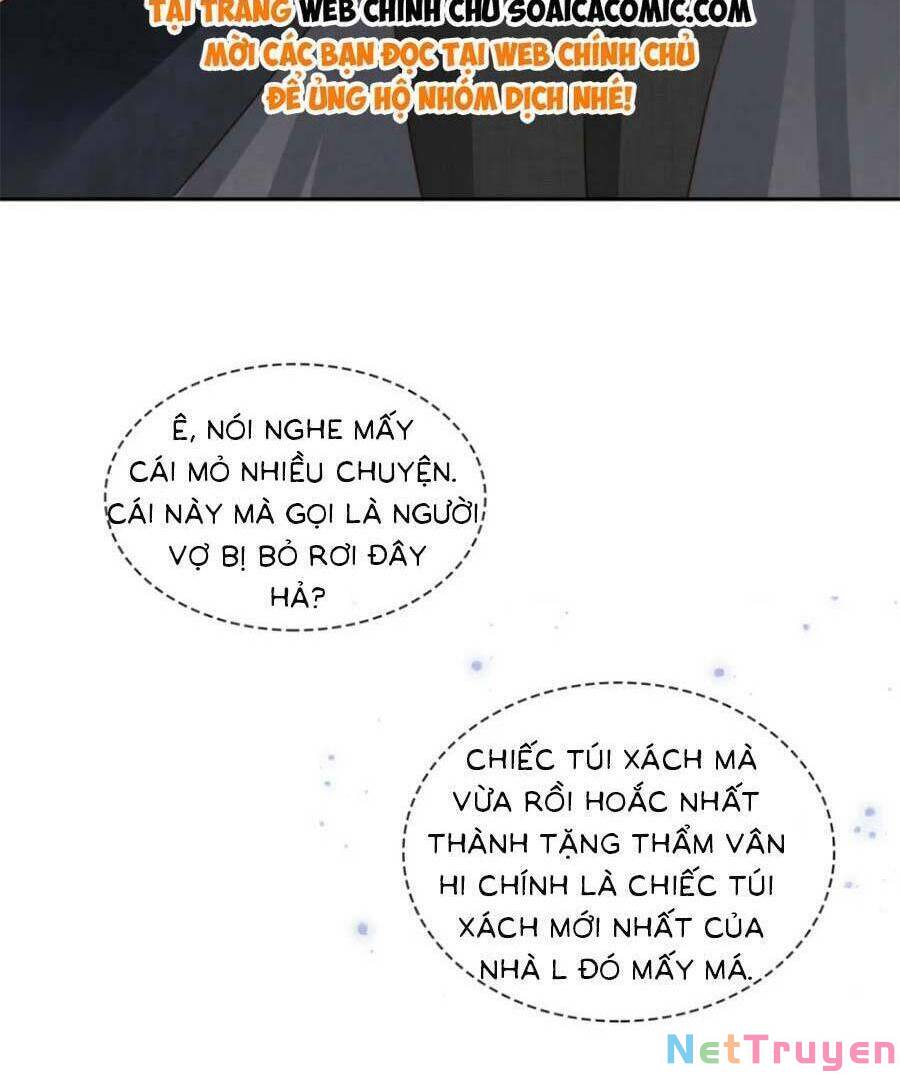 TẠI TRANG WEB CHÍNH CHỦ SOAICACOMIC.COM
MỜI CÁC BẠN ĐỌC TẠI WEB CHÍNH CHỦ
ĐỂ ỦNG HỘ NHÓM DỊCH NHÉ!
Ê, NÓI NGHE MẤY
CÁI MỎ NHIỀU CHUYỆN.
CÁI NÀY MÀ GỌI LÀ NGƯỜI
VỢ BỊ BỎ RƠI ĐÂY
HẢ?
CHIẾC TÚI XÁCH MÀ
VỪA RỒI HOẮC NHẤT
THÀNH TẶNG THẨM VÂN
HI CHÍNH LÀ CHIẾC TÚI
XÁCH MỚI NHẤT CỦA
NHÀ L ĐÓ MẤY MÁ.
NetTruyen